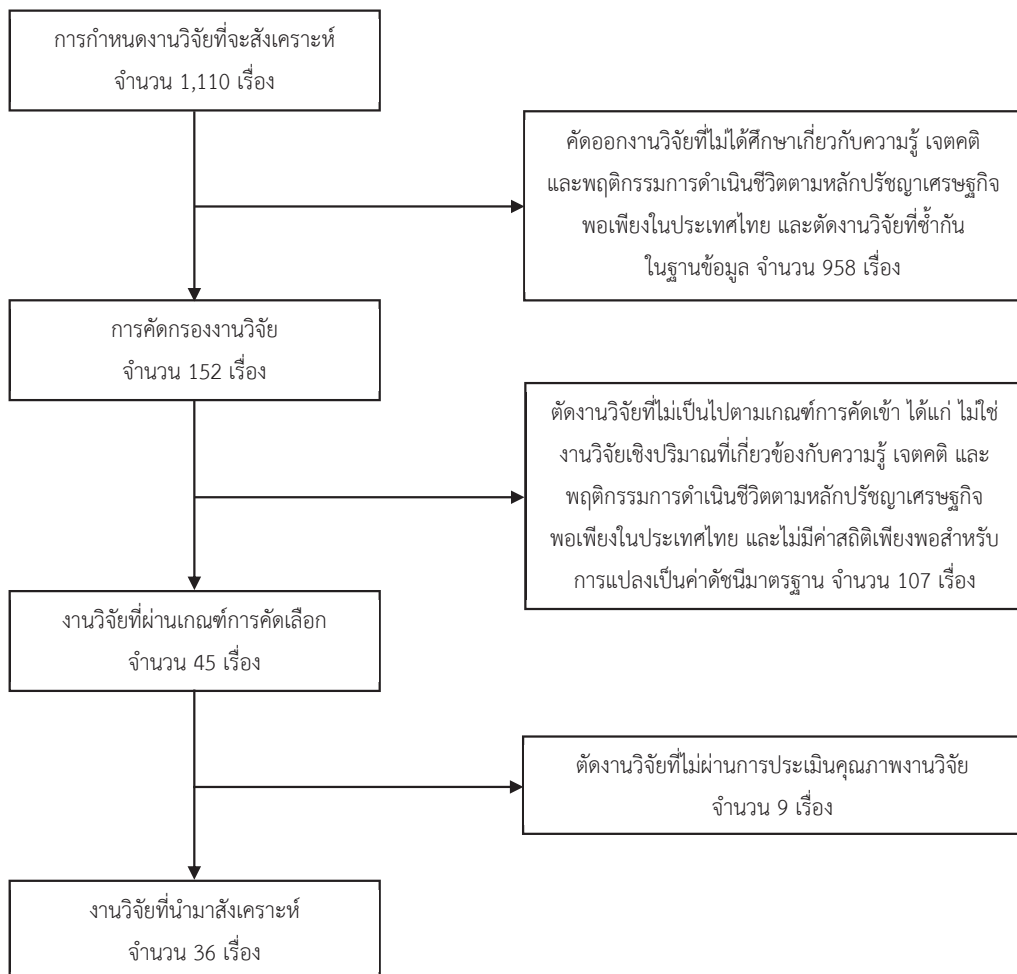 การกำหนดงานวิจัยที่จะสังเคราะห์
จำนวน 1,110 เรื่อง
คัดออกงานวิจัยที่ไม่ได้ศึกษาเกี่ยวกับความรู้ เจตคติ
และพฤติกรรมการดำเนินชีวิตตามหลักปรัชญาเศรษฐกิจ
พอเพียงในประเทศไทย และตัดงานวิจัยที่ซ้ำกัน
ในฐานข้อมูล จำนวน 958 เรื่อง
การคัดกรองงานวิจัย
จำนวน 152 เรื่อง
ตัดงานวิจัยที่ไม่เป็นไปตามเกณฑ์การคัดเข้า ได้แก่ ไม่ใช่
งานวิจัยเชิงปริมาณที่เกี่ยวข้องกับความรู้ เจตคติ และ
พฤติกรรมการดำเนินชีวิตตามหลักปรัชญาเศรษฐกิจ
พอเพียงในประเทศไทย และไม่มีค่าสถิติเพียงพอสำหรับ
การแปลงเป็นค่าดัชนีมาตรฐาน จำนวน 107 เรื่อง
งานวิจัยที่ผ่านเกณฑ์การคัดเลือก
จำนวน 45 เรื่อง
ตัดงานวิจัยที่ไม่ผ่านการประเมินคุณภาพงานวิจัย
จำนวน 9 เรื่อง
งานวิจัยที่นำมาสังเคราะห์
จำนวน 36 เรื่อง